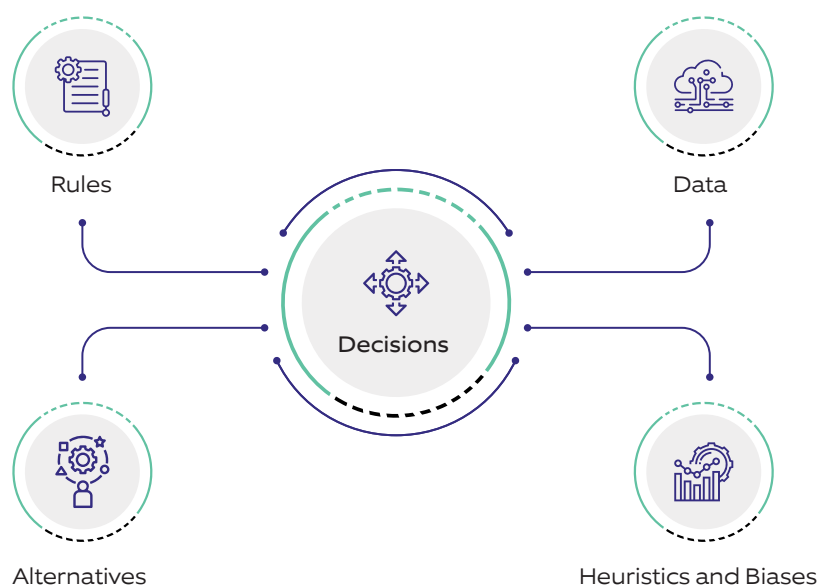 Rules
Data
Decisions
Alternatives
Heuristics and Biases